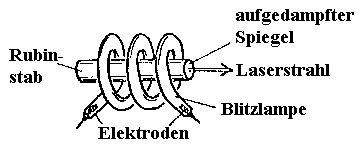 aufgedampfter
Spiegel
Rubin-
stab
Laserstrahl
Blitzlampe
Elektroden